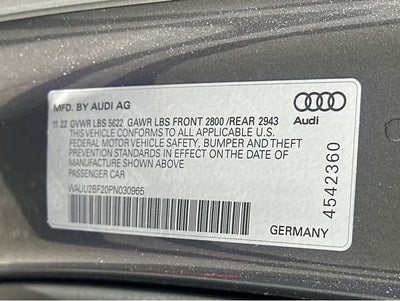 MFD. BY AUDI AG
11 22 GVWR LBS 5622 GAWR LBS FRONT 2800 /REAR 2943
THIS VEHICLE CONFORMS TO ALL APPLICABLE U.S.
FEDERAL MOTOR VEHICLE SAFETY, BUMPER AND THEFT
PREVENTION STANDARDS IN EFFECT ON THE DATE OF
MANUFACTURE SHOWN ABOVE.
PASSENGER CAR
WAUU2BF20PN030965
GERMANY
Audi
4542360